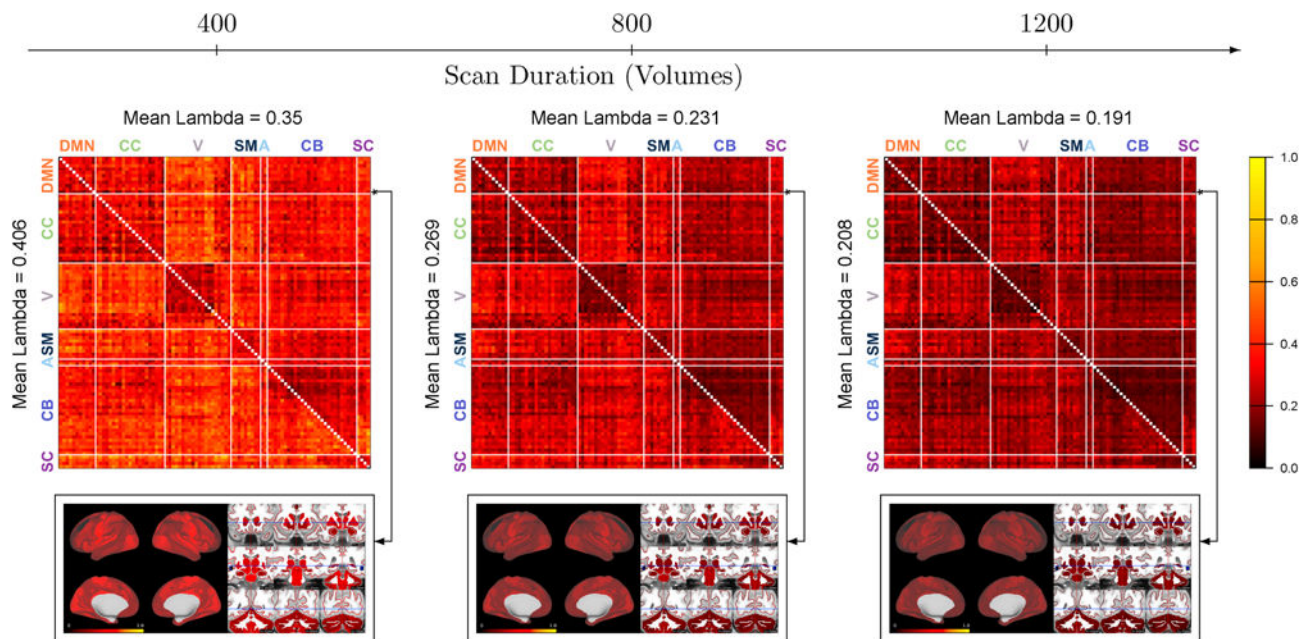 400 800 1200
Scan Duration (Volumes)
Mean Lambda = 0.35
DMN CC V SM A CB SC
Mean Lambda = 0.406
DMN
CC
V
SM
A
CB
SC
Mean Lambda = 0.231
DMN CC V SM A CB SC
Mean Lambda = 0.269
DMN
CC
V
SM
A
CB
SC
Mean Lambda = 0.191
DMN CC V SM A CB SC
Mean Lambda = 0.208
DMN
CC
V
SM
A
CB
SC
1.0
0.8
0.6
0.4
0.2
0.0